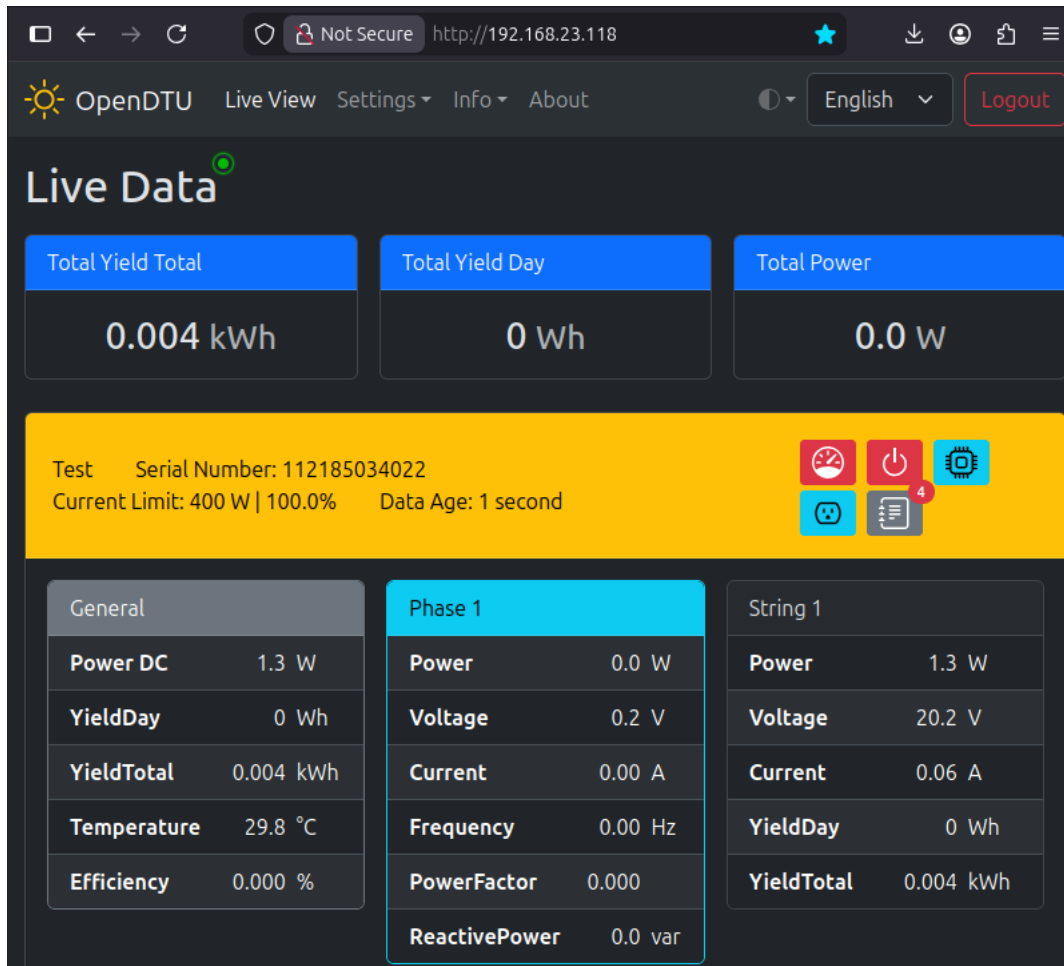 Not Secure http://192.168.23.118
OpenDTU Live View Settings Info About English Logout
Live Data
Total Yield Total
0.004 kWh
Total Yield Day
0 Wh
Total Power
0.0 W
Test Serial Number: 112185034022
Current Limit: 400 W | 100.0% Data Age: 1 second
4
General
Power DC 1.3 W
YieldDay 0 Wh
YieldTotal 0.004 kWh
Temperature 29.8 °C
Efficiency 0.000 %
Phase 1
Power 0.0 W
Voltage 0.2 V
Current 0.00 A
Frequency 0.00 Hz
PowerFactor 0.000
ReactivePower 0.0 var
String 1
Power 1.3 W
Voltage 20.2 V
Current 0.06 A
YieldDay 0 Wh
YieldTotal 0.004 kWh